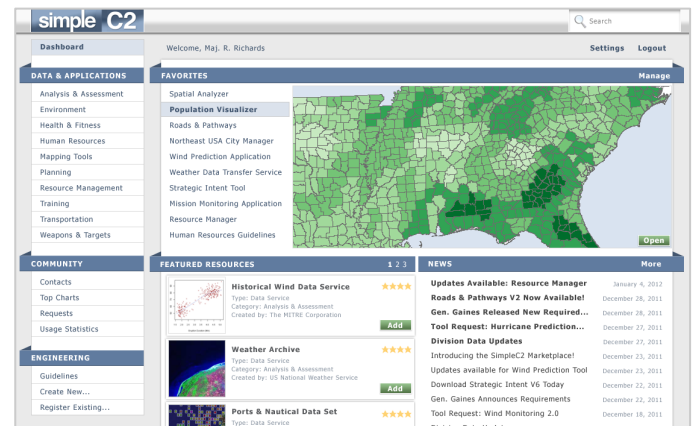 simple C2
Search
Dashboard
Welcome, Maj. R. Richards
Settings Logout
DATA & APPLICATIONS
Analysis & Assessment
Environment
Health & Fitness
Human Resources
Mapping Tools
Planning
Resource Management
Training
Transportation
Weapons & Targets
COMMUNITY
Contacts
Top Charts
Requests
Usage Statistics
ENGINEERING
Guidelines
Create New...
Register Existing...
FAVORITES
Manage
Spatial Analyzer
Population Visualizer
Roads & Pathways
Northeast USA City Manager
Wind Prediction Application
Weather Data Transfer Service
Strategic Intent Tool
Mission Monitoring Application
Resource Manager
Human Resources Guidelines
Open
FEATURED RESOURCES
1 2 3
Historical Wind Data Service
Type: Data Service
Category: Analysis & Assessment
Created by: The MITRE Corporation
Add
Weather Archive
Type: Data Service
Category: Analysis & Assessment
Created by: US National Weather Service
Add
Ports & Nautical Data Set
Type: Data Service
NEWS
More
Updates Available: Resource Manager January 4, 2012
Roads & Pathways V2 Now Available! December 28, 2011
Gen. Gaines Released New Required... December 28, 2011
Tool Request: Hurricane Prediction... December 27, 2011
Division Data Updates December 27, 2011
Introducing the SimpleC2 Marketplace! December 23, 2011
Updates available for Wind Prediction Tool December 23, 2011
Download Strategic Intent V6 Today December 22, 2011
Gen. Gaines Announces Requirements December 22, 2011
Tool Request: Wind Monitoring 2.0 December 18, 2011